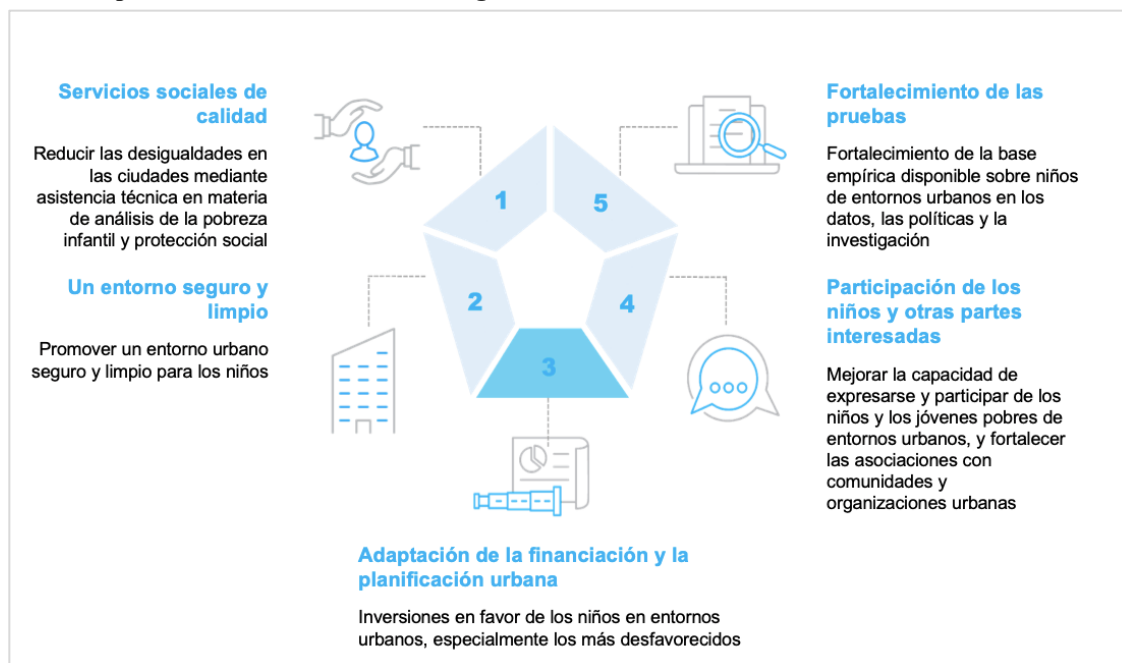 Servicios sociales de
calidad
Reducir las desigualdades en
las ciudades mediante
asistencia técnica en materia
de análisis de la pobreza
infantil y protección social
Un entorno seguro y
limpio
Promover un entorno urbano
seguro y limpio para los niños
1
2
3
4
5
Adaptación de la financiación y la
planificación urbana
Inversiones en favor de los niños en entornos
urbanos, especialmente los más desfavorecidos
Fortalecimiento de las
pruebas
Fortalecimiento de la base
empírica disponible sobre niños
de entornos urbanos en los
datos, las políticas y la
investigación
Participación de los
niños y otras partes
interesadas
Mejorar la capacidad de
expresarse y participar de los
niños y los jóvenes pobres de
entornos urbanos, y fortalecer
las asociaciones con
comunidades y
organizaciones urbanas